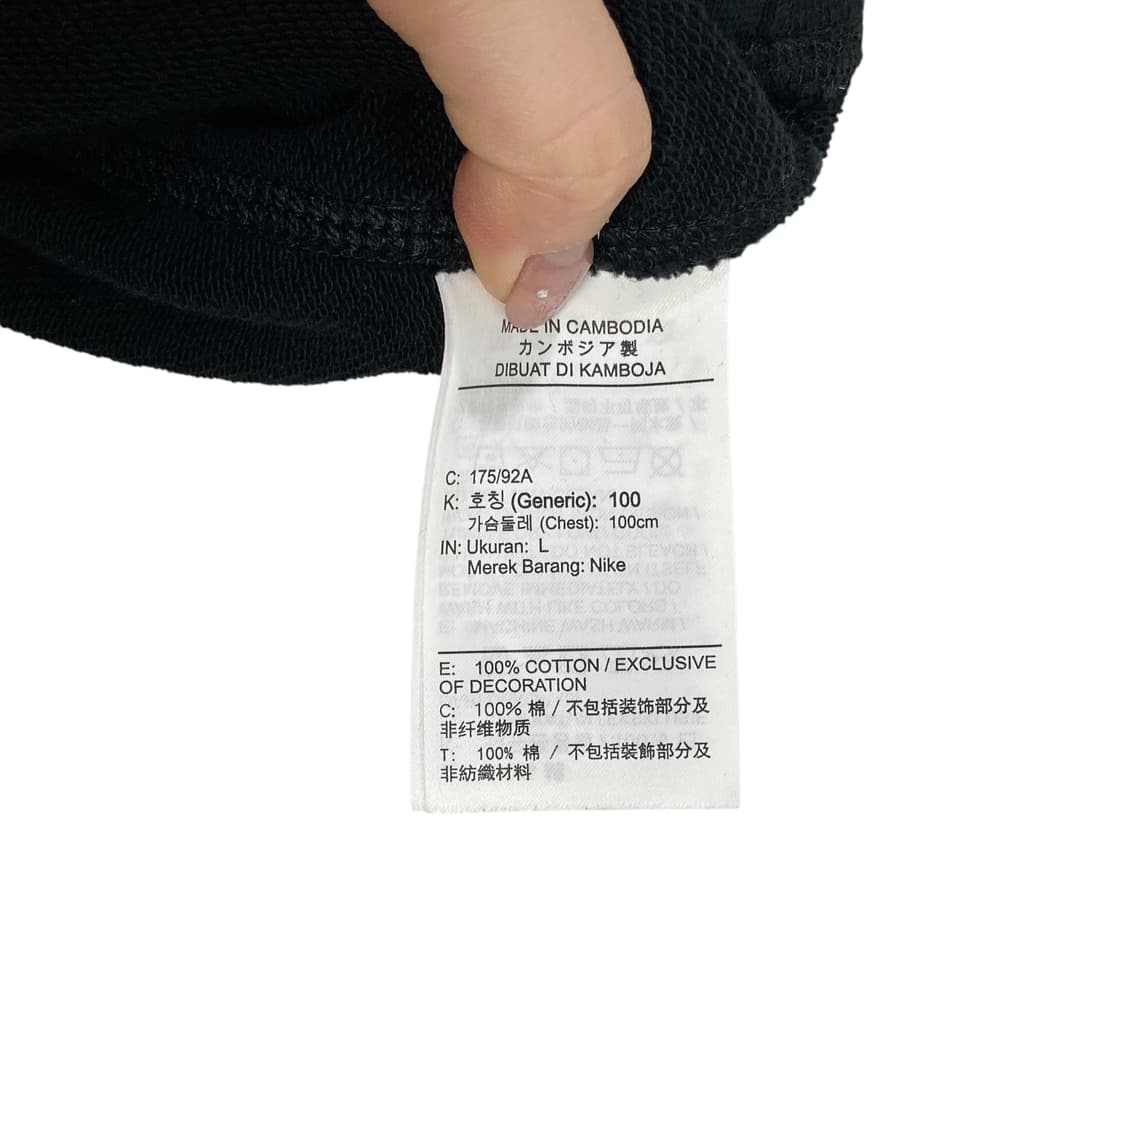 MADE IN CAMBODIA
カンボジア製
DIBUAT DI KAMBOJA
C: 175/92A
K: 호칭 (Generic): 100
가슴둘레 (Chest): 100cm
IN: Ukuran: L
Merek Barang: Nike
E: 100% COTTON / EXCLUSIVE
OF DECORATION
C: 100% 棉 / 不包括装饰部分及
非纤维物质
T: 100% 棉 / 不包括裝飾部分及
非紡織材料